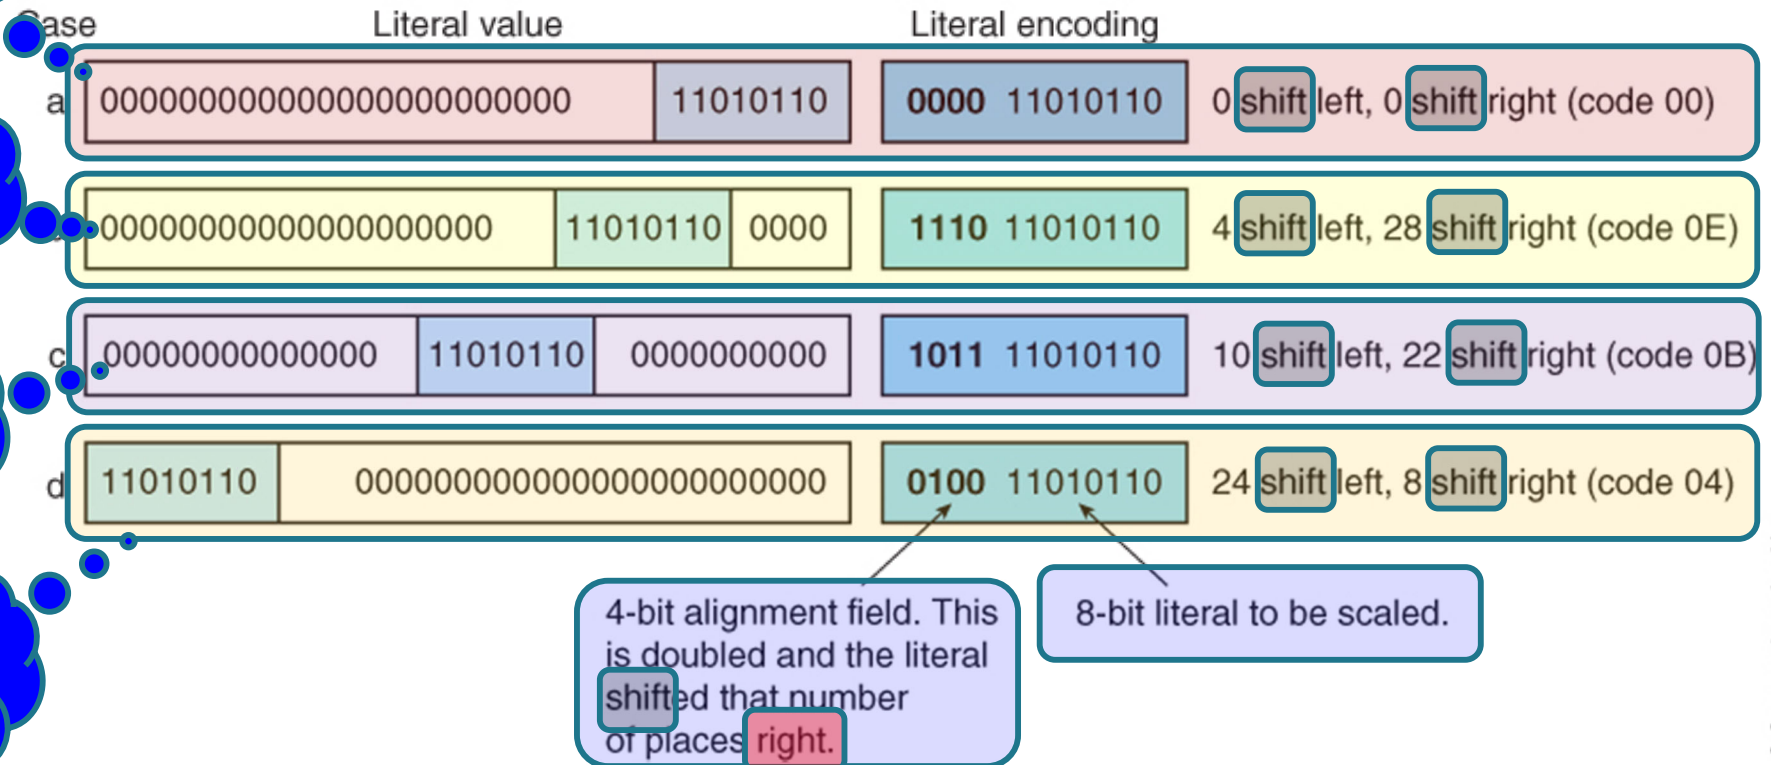 Case Literal value Literal encoding
a 000000000000000000000000 11010110 0000 11010110 0 shift left, 0 shift right (code 00)
00000000000000000000 11010110 0000 1110 11010110 4 shift left, 28 shift right (code 0E)
c 00000000000000 11010110 0000000000 1011 11010110 10 shift left, 22 shift right (code 0B)
d 11010110 000000000000000000000000 0100 11010110 24 shift left, 8 shift right (code 04)
4-bit alignment field. This
is doubled and the literal
shifted that number
of places right.
8-bit literal to be scaled.